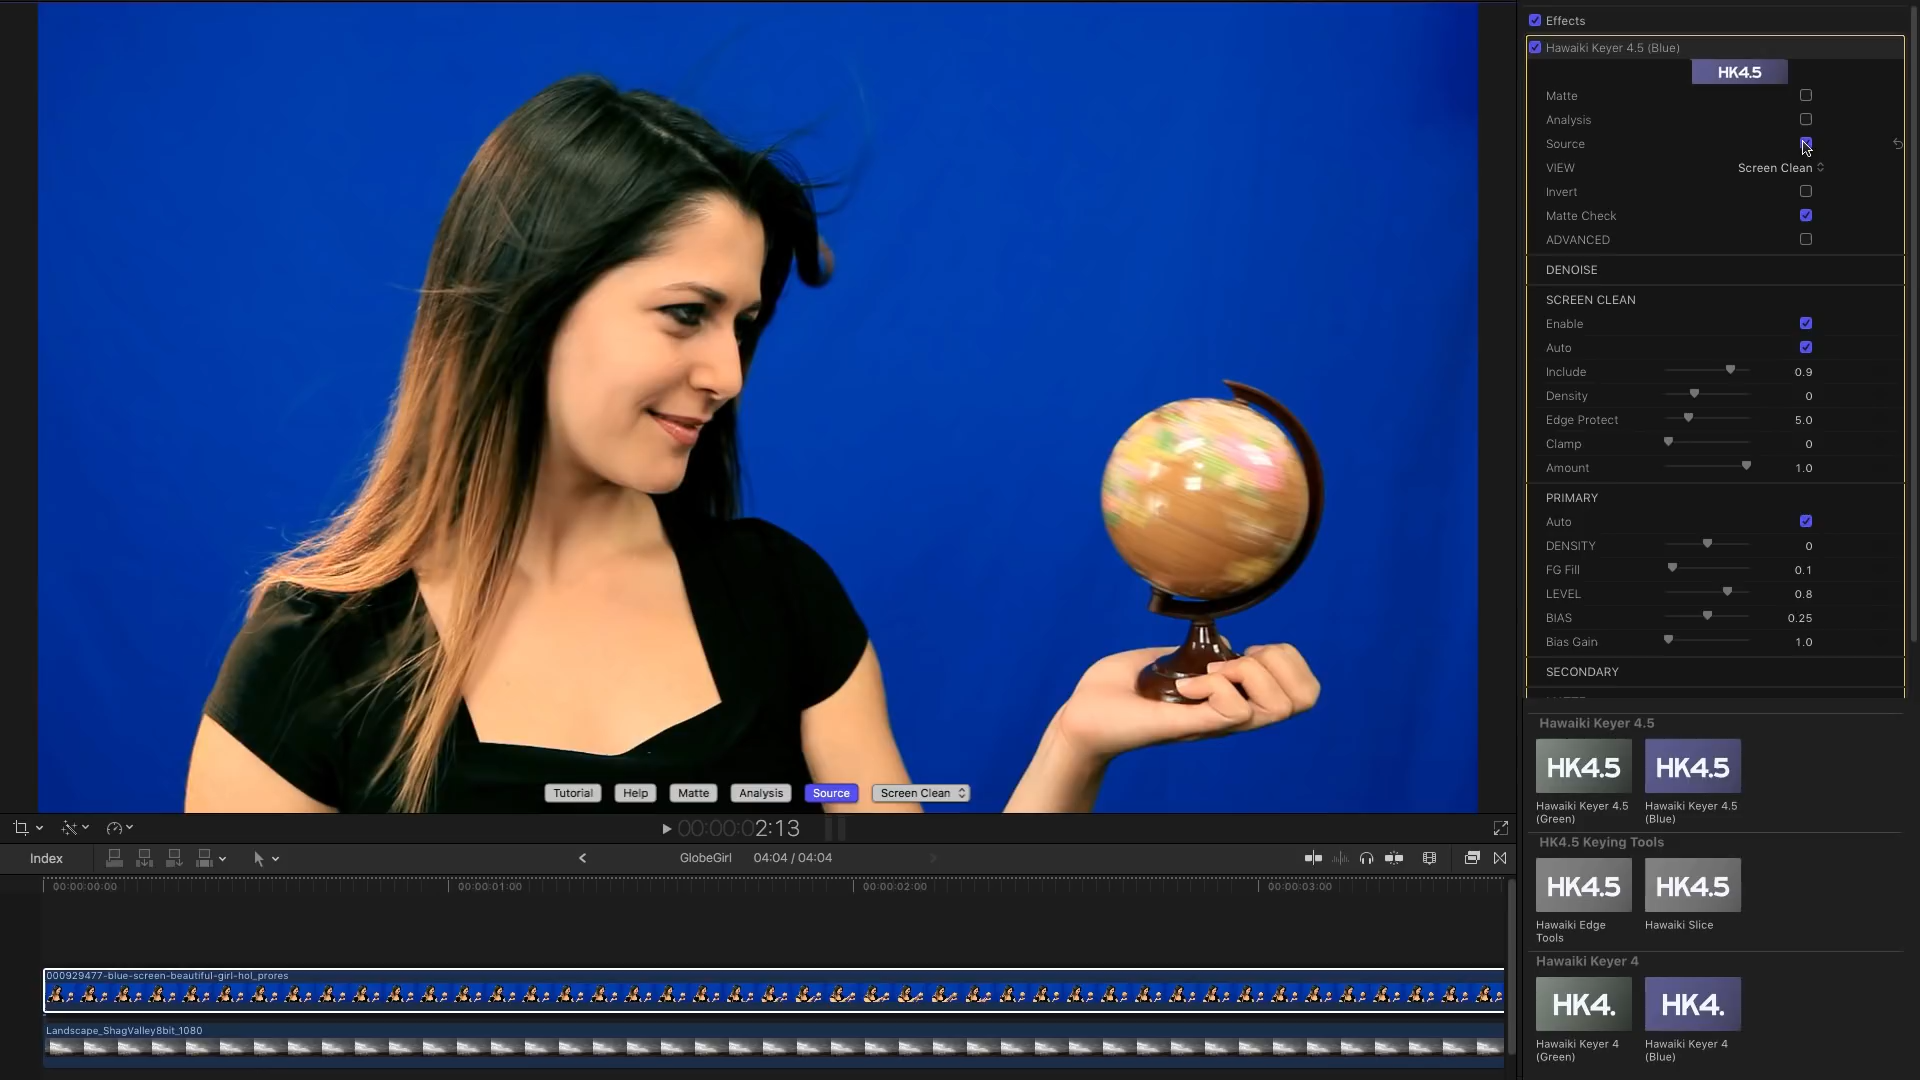 Effects
Hawaiki Keyer 4.5 (Blue)
HK4.5
Matte
Analysis
Source
VIEW Screen Clean
Invert
Matte Check
ADVANCED
DENOISE
SCREEN CLEAN
Enable
Auto
Include 0.9
Density 0
Edge Protect 5.0
Clamp 0
Amount 1.0
PRIMARY
Auto
DENSITY 0
FG Fill 0.1
LEVEL 0.8
BIAS 0.25
Bias Gain 1.0
SECONDARY
Tutorial Help Matte Analysis Source Screen Clean
00:00:02:13
Index GlobeGirl 04:04 / 04:04
00:00:00:00 00:00:01:00 00:00:02:00 00:00:03:00
000929477-blue-screen-beautiful-girl-hol_prores
Landscape_ShagValley8bit_1080
Hawaiki Keyer 4.5
HK4.5 HK4.5
Hawaiki Keyer 4.5 (Green)
Hawaiki Keyer 4.5 (Blue)
HK4.5 Keying Tools
HK4.5 HK4.5
Hawaiki Edge Tools
Hawaiki Slice
Hawaiki Keyer 4
HK4. HK4.
Hawaiki Keyer 4 (Green)
Hawaiki Keyer 4 (Blue)